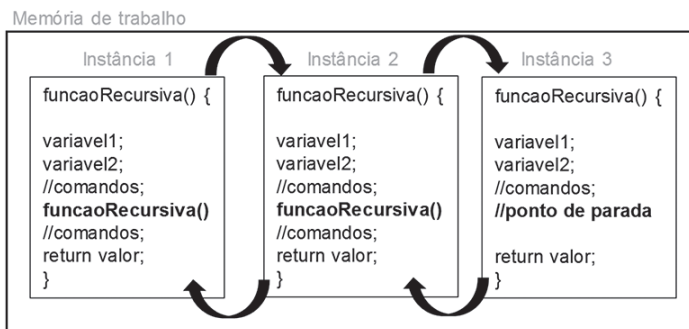 Memória de trabalho
Instância 1
funcaoRecursiva() {
variavel1;
variavel2;
//comandos;
funcaoRecursiva()
//comandos;
return valor;
}
Instância 2
funcaoRecursiva() {
variavel1;
variavel2;
//comandos;
funcaoRecursiva()
//comandos;
return valor;
}
Instância 3
funcaoRecursiva() {
variavel1;
variavel2;
//comandos;
//ponto de parada
return valor;
}